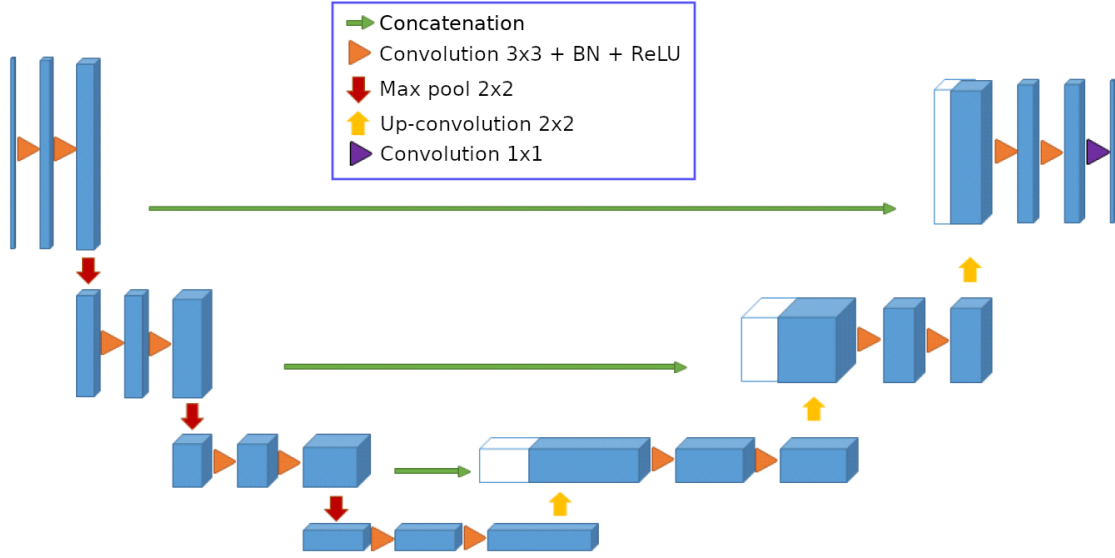 Concatenation
Convolution 3x3 + BN + ReLU
Max pool 2x2
Up-convolution 2x2
Convolution 1x1